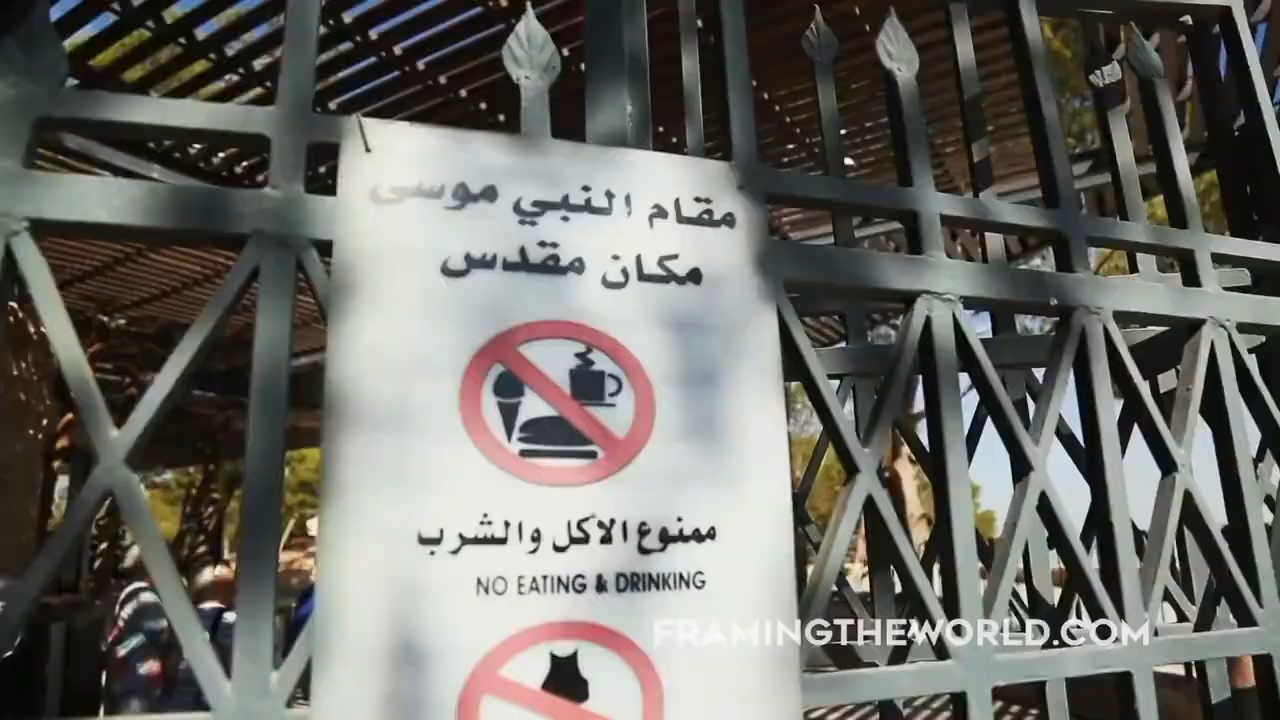 مقام النبي موسى
مكان مقدس
ممنوع الاكل والشرب
NO EATING & DRINKING
FRAMINGTHEWORLD.COM